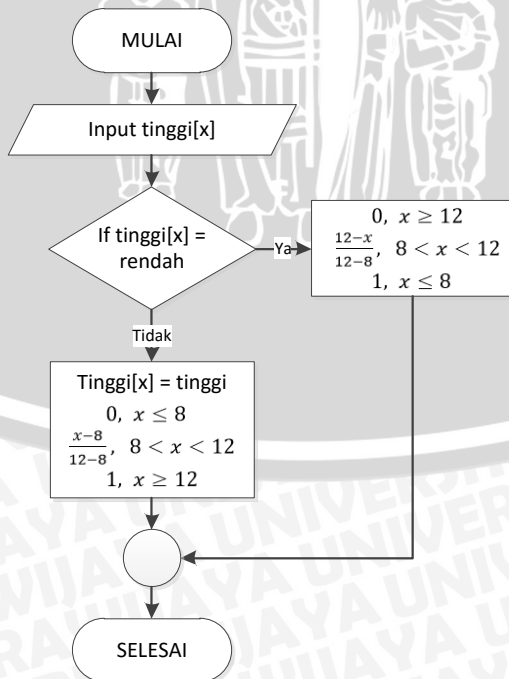 MULAI
Input tinggi[x]
If tinggi[x] =
rendah
Ya
0, x ≥ 12
12−x/12−8, 8 < x < 12
1, x ≤ 8
Tidak
Tinggi[x] = tinggi
0, x ≤ 8
x−8/12−8, 8 < x < 12
1, x ≥ 12
SELESAI